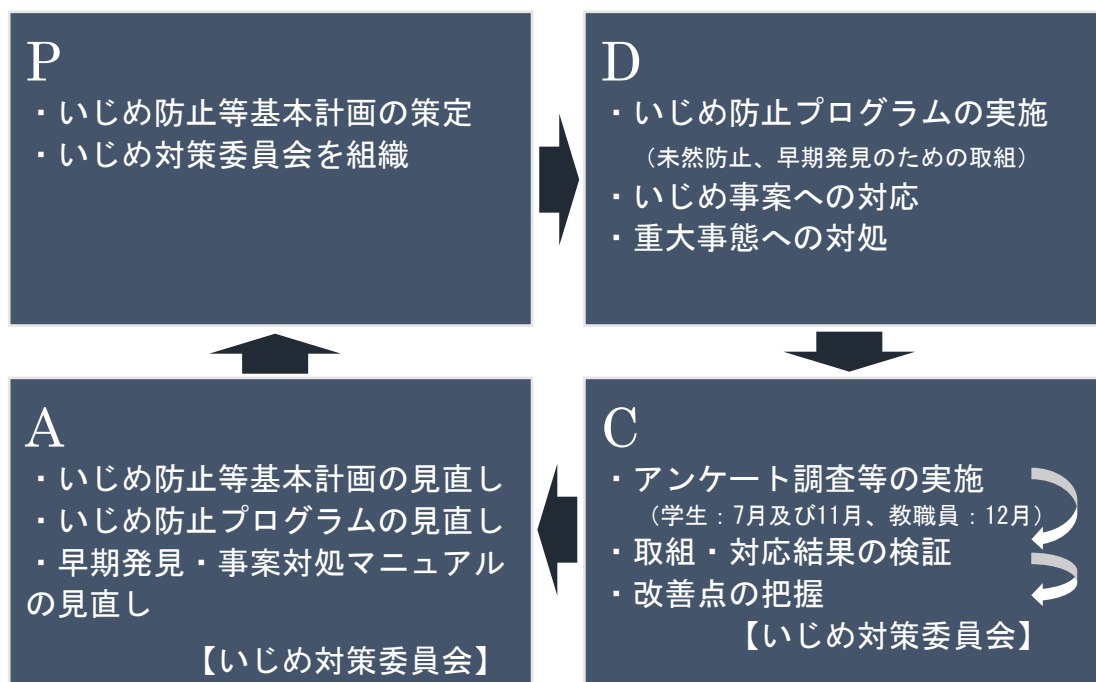 P
・いじめ防止等基本計画の策定
・いじめ対策委員会を組織
D
・いじめ防止プログラムの実施
（未然防止、早期発見のための取組）
・いじめ事案への対応
・重大事態への対処
A
・いじめ防止等基本計画の見直し
・いじめ防止プログラムの見直し
・早期発見・事案対処マニュアル
の見直し
【いじめ対策委員会】
C
・アンケート調査等の実施
（学生：7月及び11月、教職員：12月）
・取組・対応結果の検証
・改善点の把握
【いじめ対策委員会】